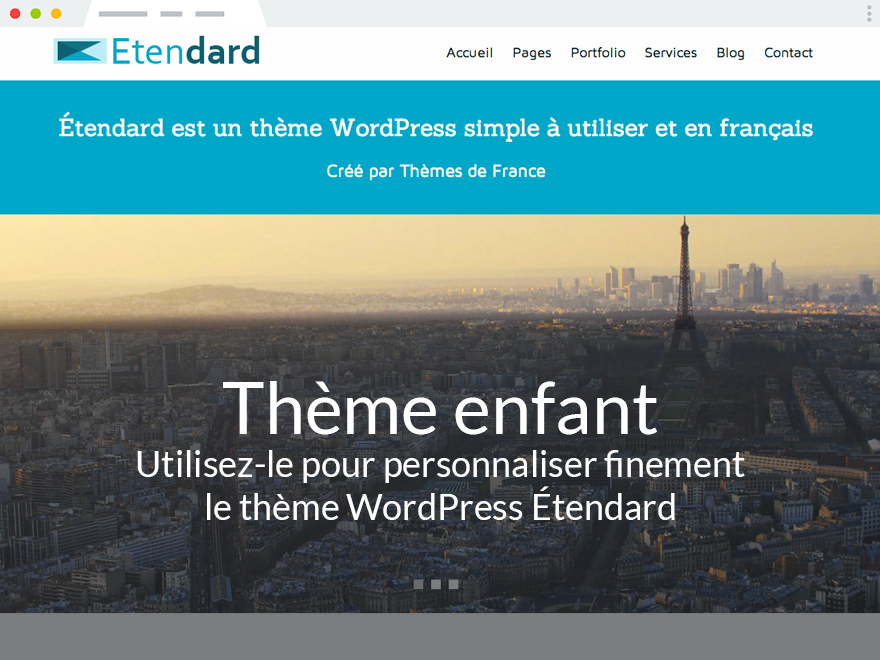 Etendard
Accueil Pages Portfolio Services Blog Contact
Étendard est un thème WordPress simple à utiliser et en français
Créé par Thèmes de France
Thème enfant
Utilisez-le pour personnaliser finement
le thème WordPress Étendard